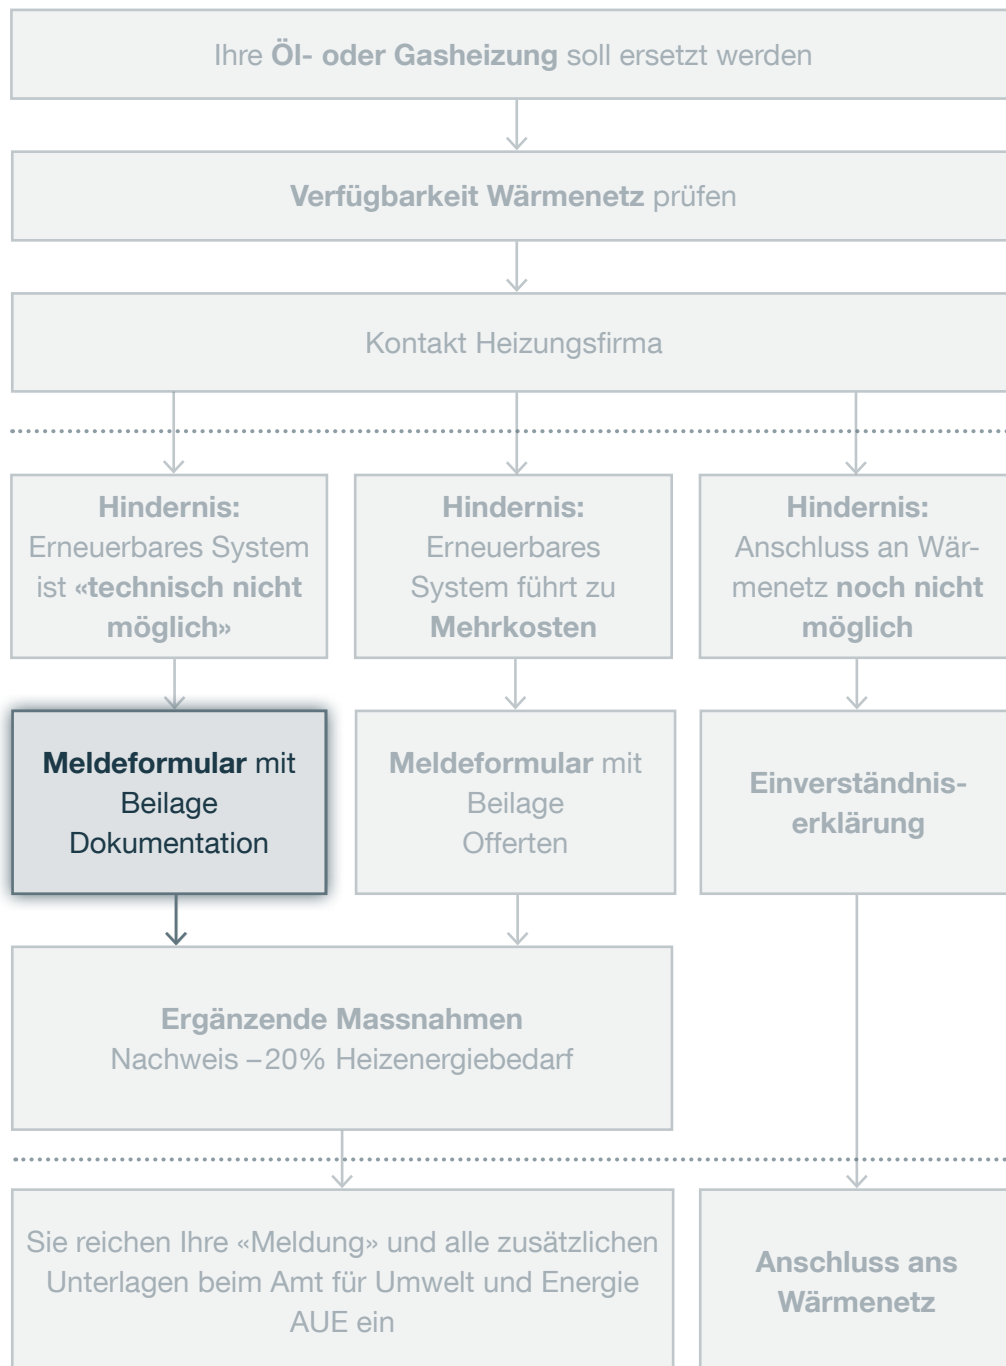 Ihre Öl- oder Gasheizung soll ersetzt werden
Verfügbarkeit Wärmenetz prüfen
Kontakt Heizungsfirma
Hindernis:
Erneuerbares System
ist «technisch nicht
möglich»
Hindernis:
Erneuerbares
System führt zu
Mehrkosten
Hindernis:
Anschluss an Wär-
menetz noch nicht
möglich
Meldeformular mit
Beilage
Dokumentation
Meldeformular mit
Beilage
Offerten
Einverständnis-
erklärung
Ergänzende Massnahmen
Nachweis –20% Heizenergiebedarf
Sie reichen Ihre «Meldung» und alle zusätzlichen
Unterlagen beim Amt für Umwelt und Energie
AUE ein
Anschluss ans
Wärmenetz